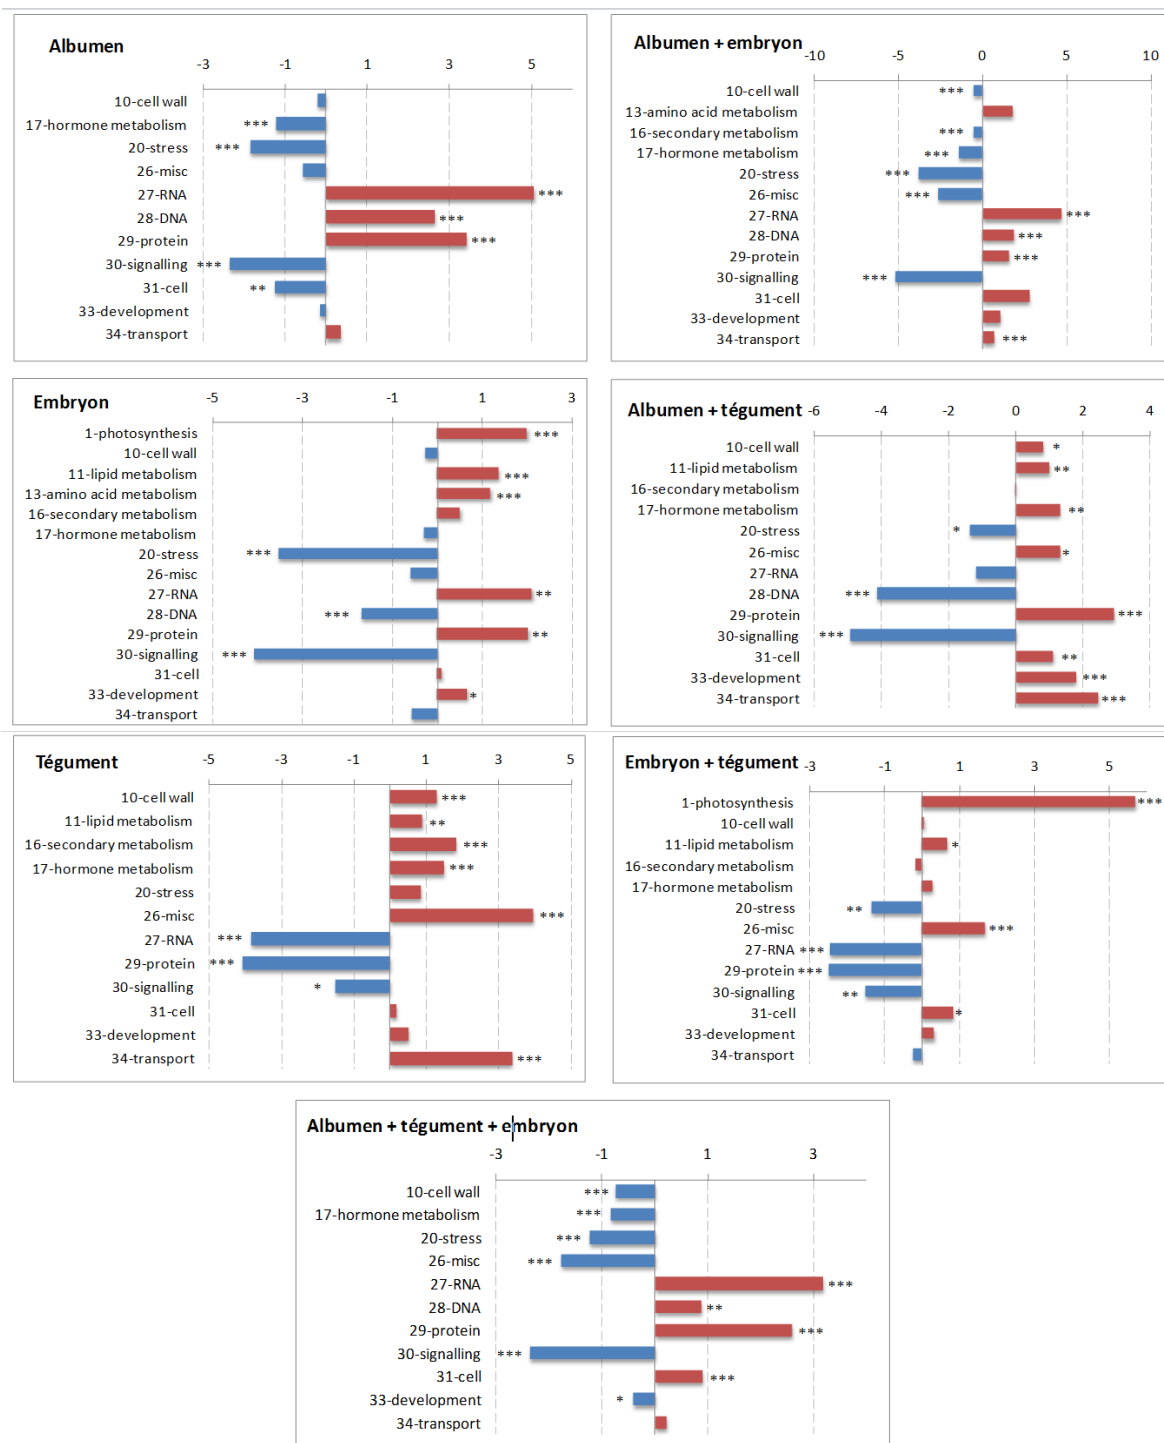 Albumen
-3 -1 1 3 5
10-cell wall
17-hormone metabolism ***
20-stress ***
26-misc
27-RNA ***
28-DNA ***
29-protein ***
30-signalling ***
31-cell **
33-development
34-transport
Albumen + embryon
-10 -5 0 5 10
10-cell wall ***
13-amino acid metabolism
16-secondary metabolism ***
17-hormone metabolism ***
20-stress ***
26-misc ***
27-RNA ***
28-DNA ***
29-protein ***
30-signalling ***
31-cell
33-development
34-transport ***
Embryon
-5 -3 -1 1 3
1-photosynthesis ***
10-cell wall
11-lipid metabolism ***
13-amino acid metabolism ***
16-secondary metabolism
17-hormone metabolism
20-stress ***
26-misc
27-RNA **
28-DNA ***
29-protein **
30-signalling ***
31-cell
33-development *
34-transport
Albumen + tégument
-6 -4 -2 0 2 4
10-cell wall *
11-lipid metabolism **
16-secondary metabolism
17-hormone metabolism **
20-stress *
26-misc *
27-RNA
28-DNA ***
29-protein ***
30-signalling ***
31-cell **
33-development ***
34-transport ***
Tégument
-5 -3 -1 1 3 5
10-cell wall ***
11-lipid metabolism **
16-secondary metabolism ***
17-hormone metabolism ***
20-stress
26-misc ***
27-RNA ***
29-protein ***
30-signalling *
31-cell
33-development
34-transport ***
Embryon + tégument
-3 -1 1 3 5
1-photosynthesis ***
10-cell wall
11-lipid metabolism *
16-secondary metabolism
17-hormone metabolism
20-stress **
26-misc ***
27-RNA ***
29-protein ***
30-signalling **
31-cell *
33-development
34-transport
Albumen + tégument + embryon
-3 -1 1 3
10-cell wall ***
17-hormone metabolism ***
20-stress ***
26-misc ***
27-RNA ***
28-DNA **
29-protein ***
30-signalling ***
31-cell ***
33-development *
34-transport